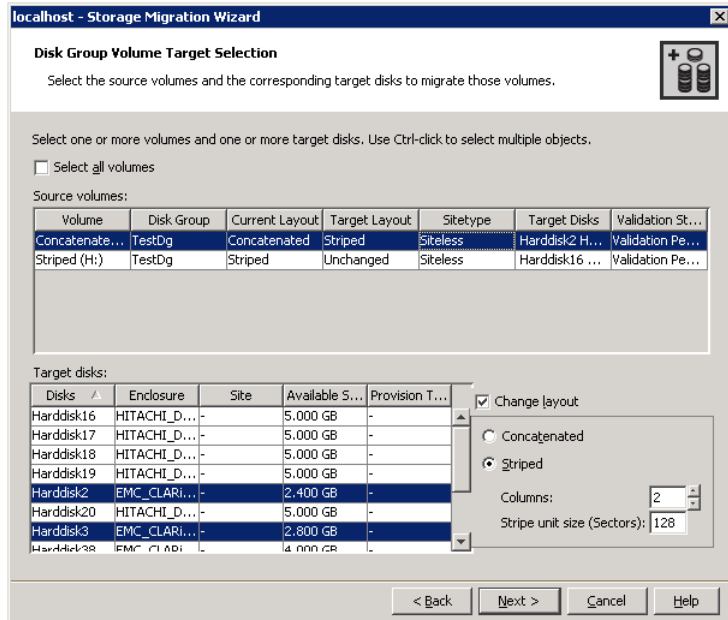 localhost - Storage Migration Wizard
Disk Group Volume Target Selection
Select the source volumes and the corresponding target disks to migrate those volumes.
Select one or more volumes and one or more target disks. Use Ctrl-click to select multiple objects.
Select all volumes
Source volumes:
Volume Disk Group Current Layout Target Layout Sitetype Target Disks Validation St...
Concatenate... TestDg Concatenated Striped Siteless Harddisk2 H... Validation Pe...
Striped (H:) TestDg Striped Unchanged Siteless Harddisk16 ... Validation Pe...
Target disks:
Disks Enclosure Site Available S... Provision T...
Harddisk16 HITACHI_D... - 5.000 GB -
Harddisk17 HITACHI_D... - 5.000 GB -
Harddisk18 HITACHI_D... - 5.000 GB -
Harddisk19 HITACHI_D... - 5.000 GB -
Harddisk2 EMC_CLARi... - 2.400 GB -
Harddisk20 HITACHI_D... - 5.000 GB -
Harddisk3 EMC_CLARi... - 2.800 GB -
Harddisk38 EMC_CLARi... - 4.000 GB -
Change layout
Concatenated
Striped
Columns: 2
Stripe unit size (Sectors): 128
< Back Next > Cancel Help